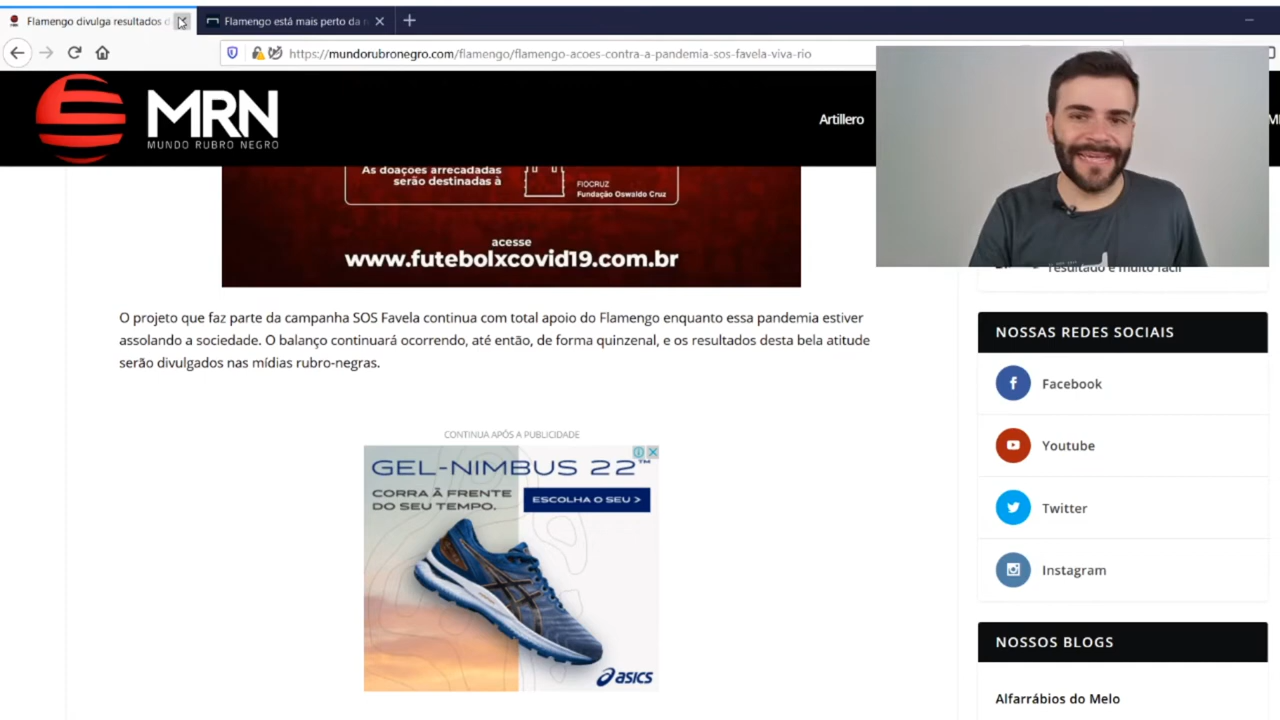 Flamengo divulga resultados d
Flamengo está mais perto da n
https://mundorubronegro.com/flamengo/flamengo-acoes-contra-a-pandemia-sos-favela-viva-rio
MRN
MUNDO RUBRO NEGRO
Artillero
As doações arrecadadas
serão destinadas à
FIOCRUZ
Fundação Oswaldo Cruz
acesse
www.futebolxcovid19.com.br
resultado é muito fácil
O projeto que faz parte da campanha SOS Favela continua com total apoio do Flamengo enquanto essa pandemia estiver
assolando a sociedade. O balanço continuará ocorrendo, até então, de forma quinzenal, e os resultados desta bela atitude
serão divulgados nas mídias rubro-negras.
CONTINUA APÓS A PUBLICIDADE
GEL-NIMBUS 22™
CORRA À FRENTE
DO SEU TEMPO.
ESCOLHA O SEU >
asics
NOSSAS REDES SOCIAIS
Facebook
Youtube
Twitter
Instagram
NOSSOS BLOGS
Alfarrábios do Melo